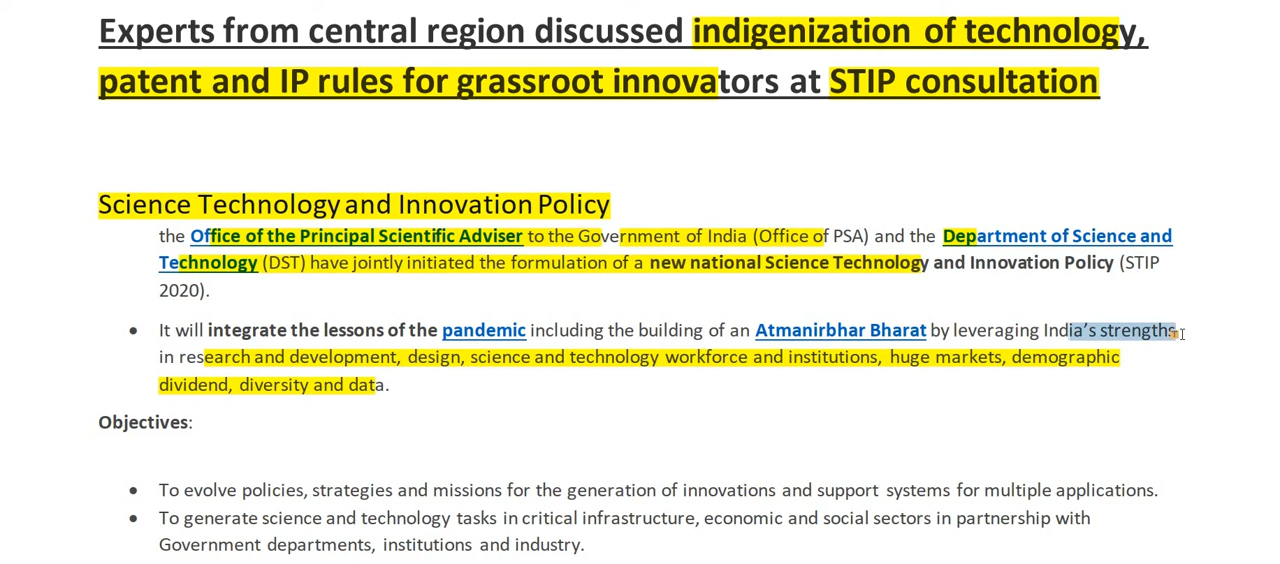 Experts from central region discussed indigenization of technology,
patent and IP rules for grassroot innovators at STIP consultation
Science Technology and Innovation Policy
the Office of the Principal Scientific Adviser to the Government of India (Office of PSA) and the Department of Science and
Technology (DST) have jointly initiated the formulation of a new national Science Technology and Innovation Policy (STIP
2020).
• It will integrate the lessons of the pandemic including the building of an Atmanirbhar Bharat by leveraging India’s strengths
in research and development, design, science and technology workforce and institutions, huge markets, demographic
dividend, diversity and data.
Objectives:
• To evolve policies, strategies and missions for the generation of innovations and support systems for multiple applications.
• To generate science and technology tasks in critical infrastructure, economic and social sectors in partnership with
Government departments, institutions and industry.